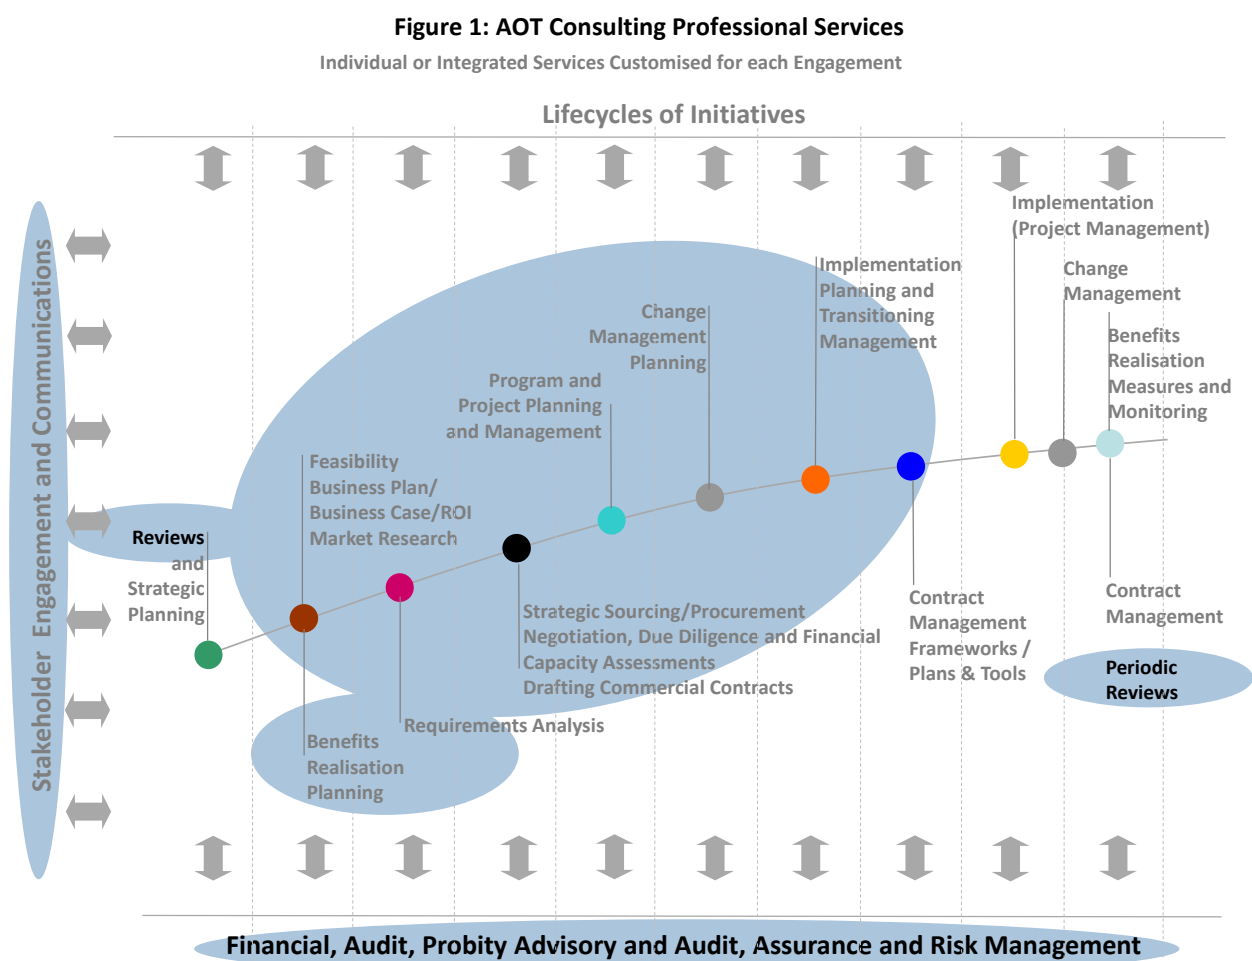 Figure 1: AOT Consulting Professional Services
Individual or Integrated Services Customised for each Engagement
Lifecycles of Initiatives
Stakeholder Engagement and Communications
Reviews
and
Strategic
Planning
Feasibility
Business Plan/
Business Case/ROI
Market Research
Benefits
Realisation
Planning
Requirements Analysis
Strategic Sourcing/Procurement
Negotiation, Due Diligence and Financial
Capacity Assessments
Drafting Commercial Contracts
Program and
Project Planning
and Management
Change
Management
Planning
Implementation
Planning and
Transitioning
Management
Contract
Management
Frameworks /
Plans & Tools
Implementation
(Project Management)
Change
Management
Benefits
Realisation
Measures and
Monitoring
Contract
Management
Periodic
Reviews
Financial, Audit, Probity Advisory and Audit, Assurance and Risk Management